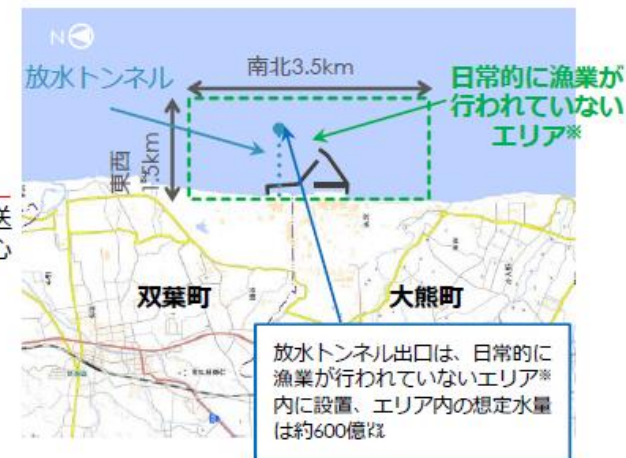 N
放水トンネル
南北3.5km
日常的に漁業が
行われていない
エリア※
東西
1.5km
送
心
双葉町
大熊町
放水トンネル出口は、日常的に
漁業が行われていないエリア※
内に設置、エリア内の想定水量
は約600億㍑